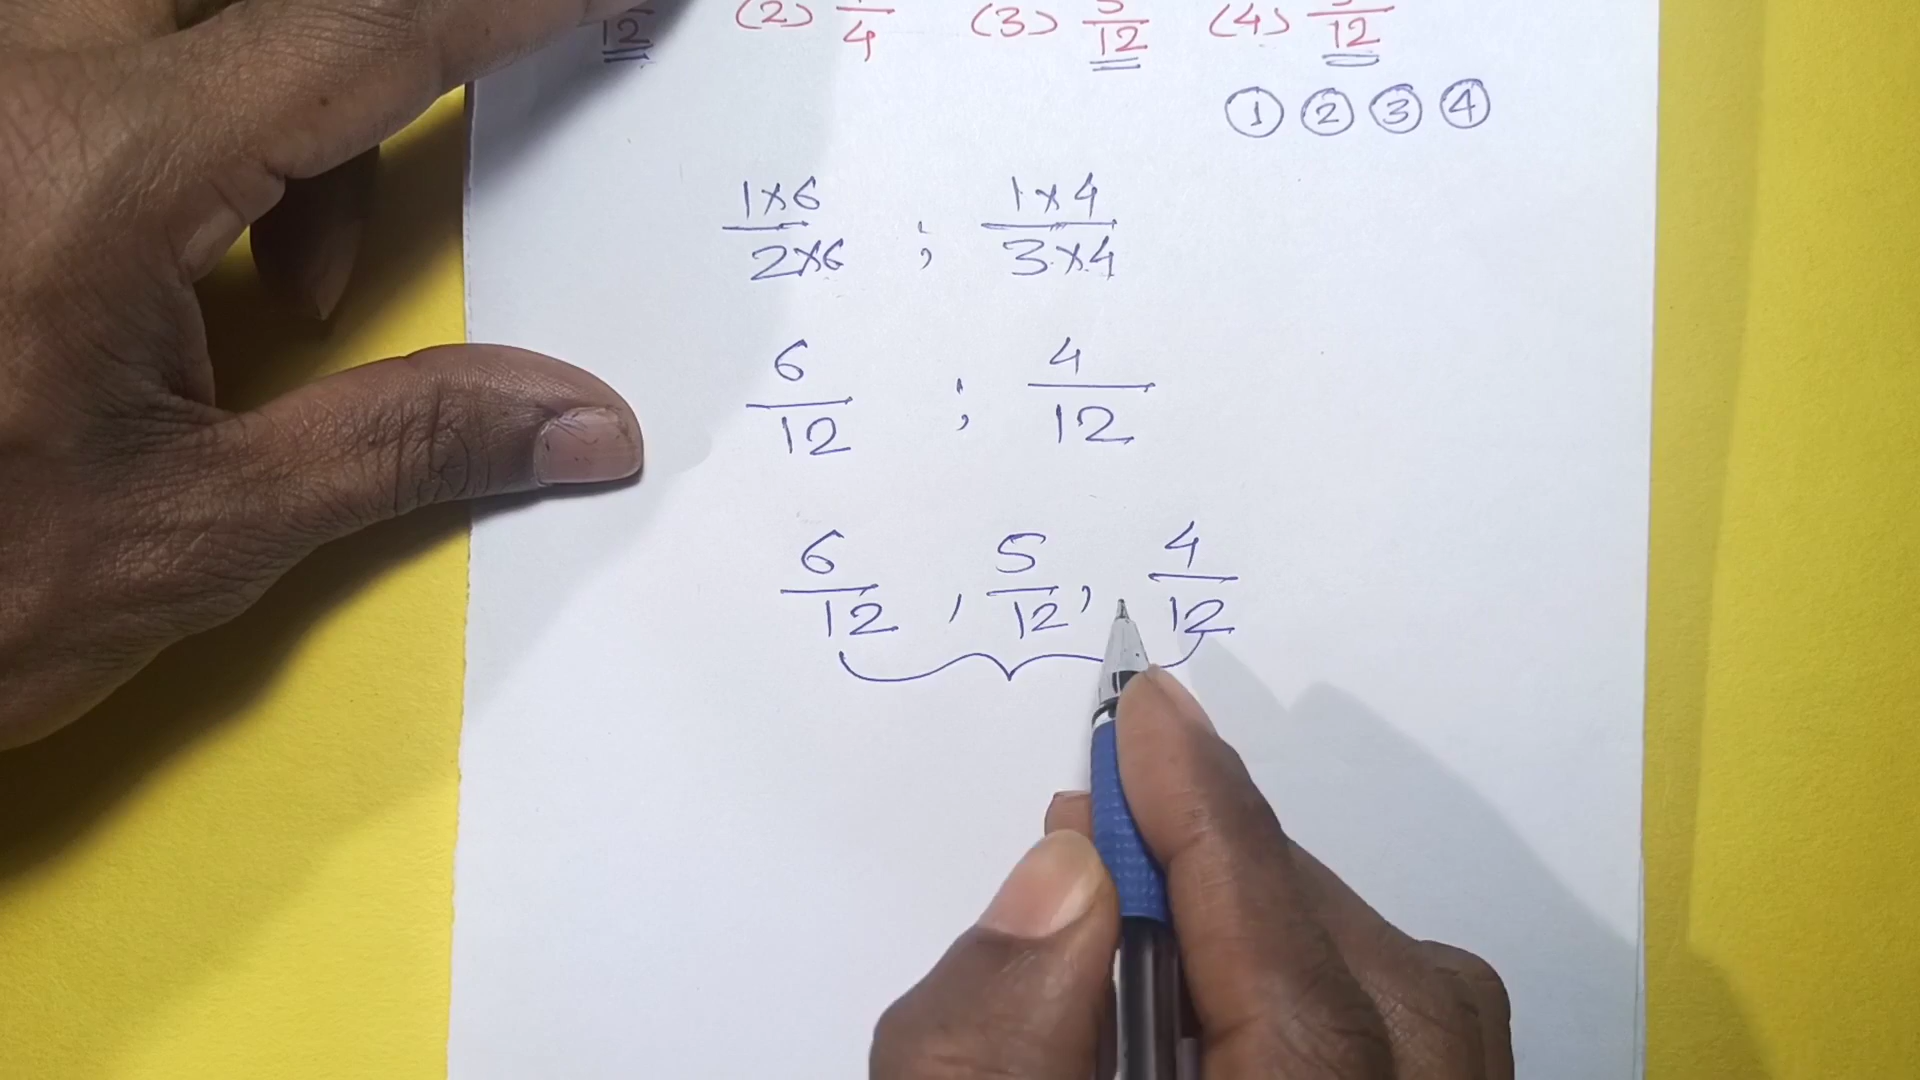 12 (2) 4 (3) 12 (4) 12
1 2 3 4
1×6 / 2×6 ; 1×4 / 3×4
6/12 ; 4/12
6/12 , 5/12 , 4/12